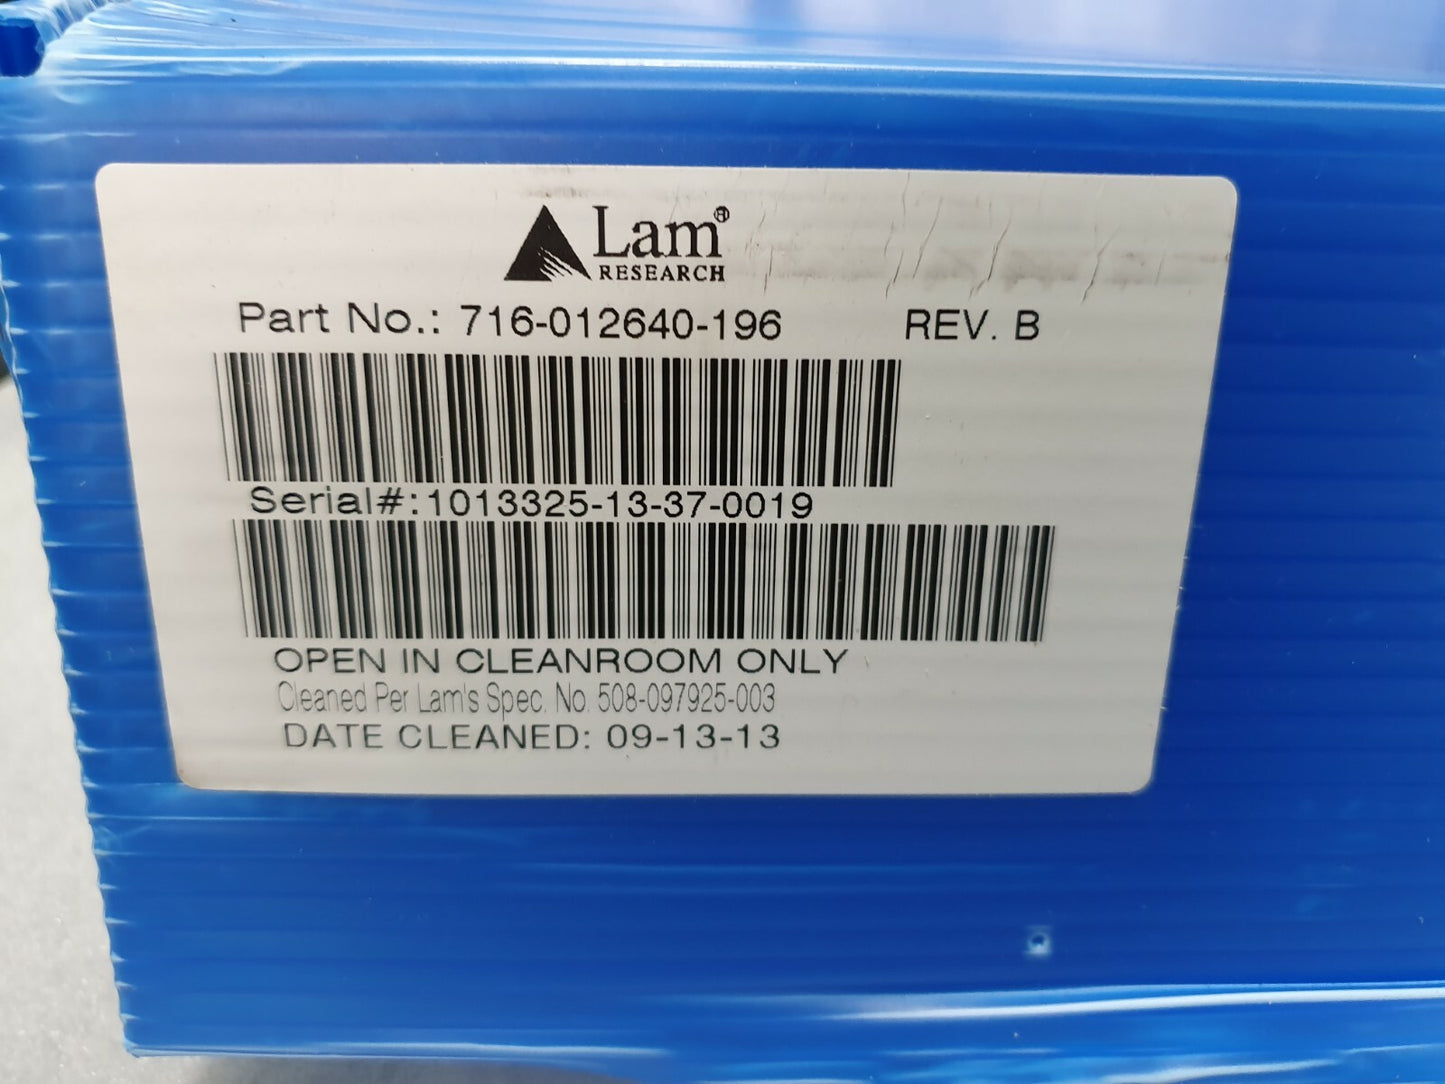 Lam®
RESEARCH
Part No.: 716-012640-196 REV. B
Serial#:1013325-13-37-0019
OPEN IN CLEANROOM ONLY
Cleaned Per Lam's Spec. No. 508-097925-003
DATE CLEANED: 09-13-13